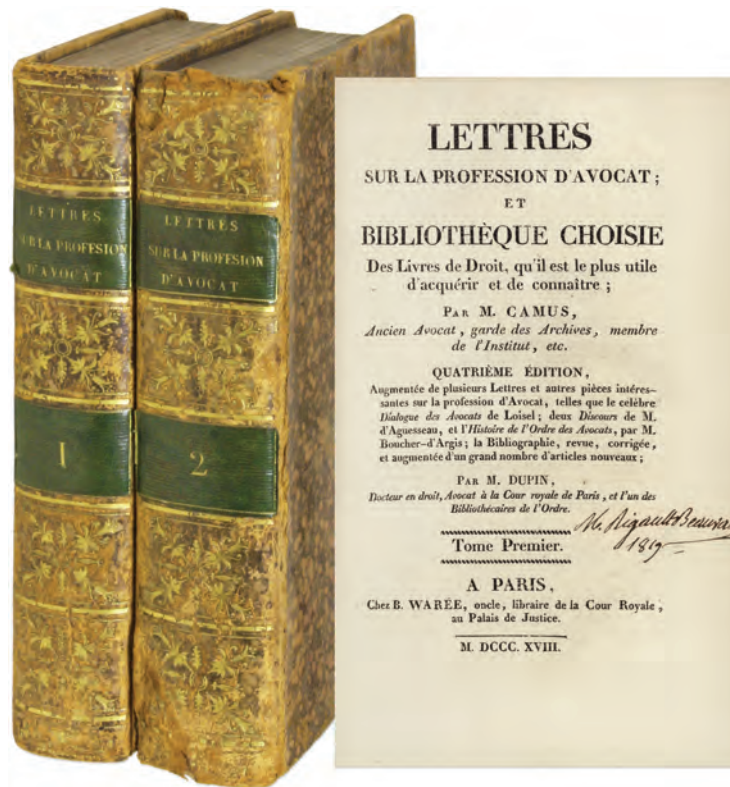 LETTRES
SUR LA PROFESION
D'AVOCAT
1
LETTRES
SUR LA PROFESION
D'AVOCAT
2
LETTRES
SUR LA PROFESSION D'AVOCAT;
ET
BIBLIOTHÈQUE CHOISIE
Des Livres de Droit, qu'il est le plus utile
d'acquérir et de connaître;
PAR M. CAMUS,
Ancien Avocat, garde des Archives, membre
de l'Institut, etc.
QUATRIÈME ÉDITION,
Augmentée de plusieurs Lettres et autres pièces intéres-
santes sur la profession d'Avocat, telles que le célèbre
Dialogue des Avocats de Loisel; deux Discours de M.
d'Aguesseau, et l'Histoire de l'Ordre des Avocats, par M.
Boucher-d'Argis; la Bibliographie, revue, corrigée,
et augmentée d'un grand nombre d'articles nouveaux;
PAR M. DUPIN,
Docteur en droit, Avocat à la Cour royale de Paris, et l'un des
Bibliothécaires de l'Ordre.
1819
Tome Premier.
A PARIS,
Chez B. WARÉE, oncle, libraire de la Cour Royale,
au Palais de Justice.
M. DCCC. XVIII.